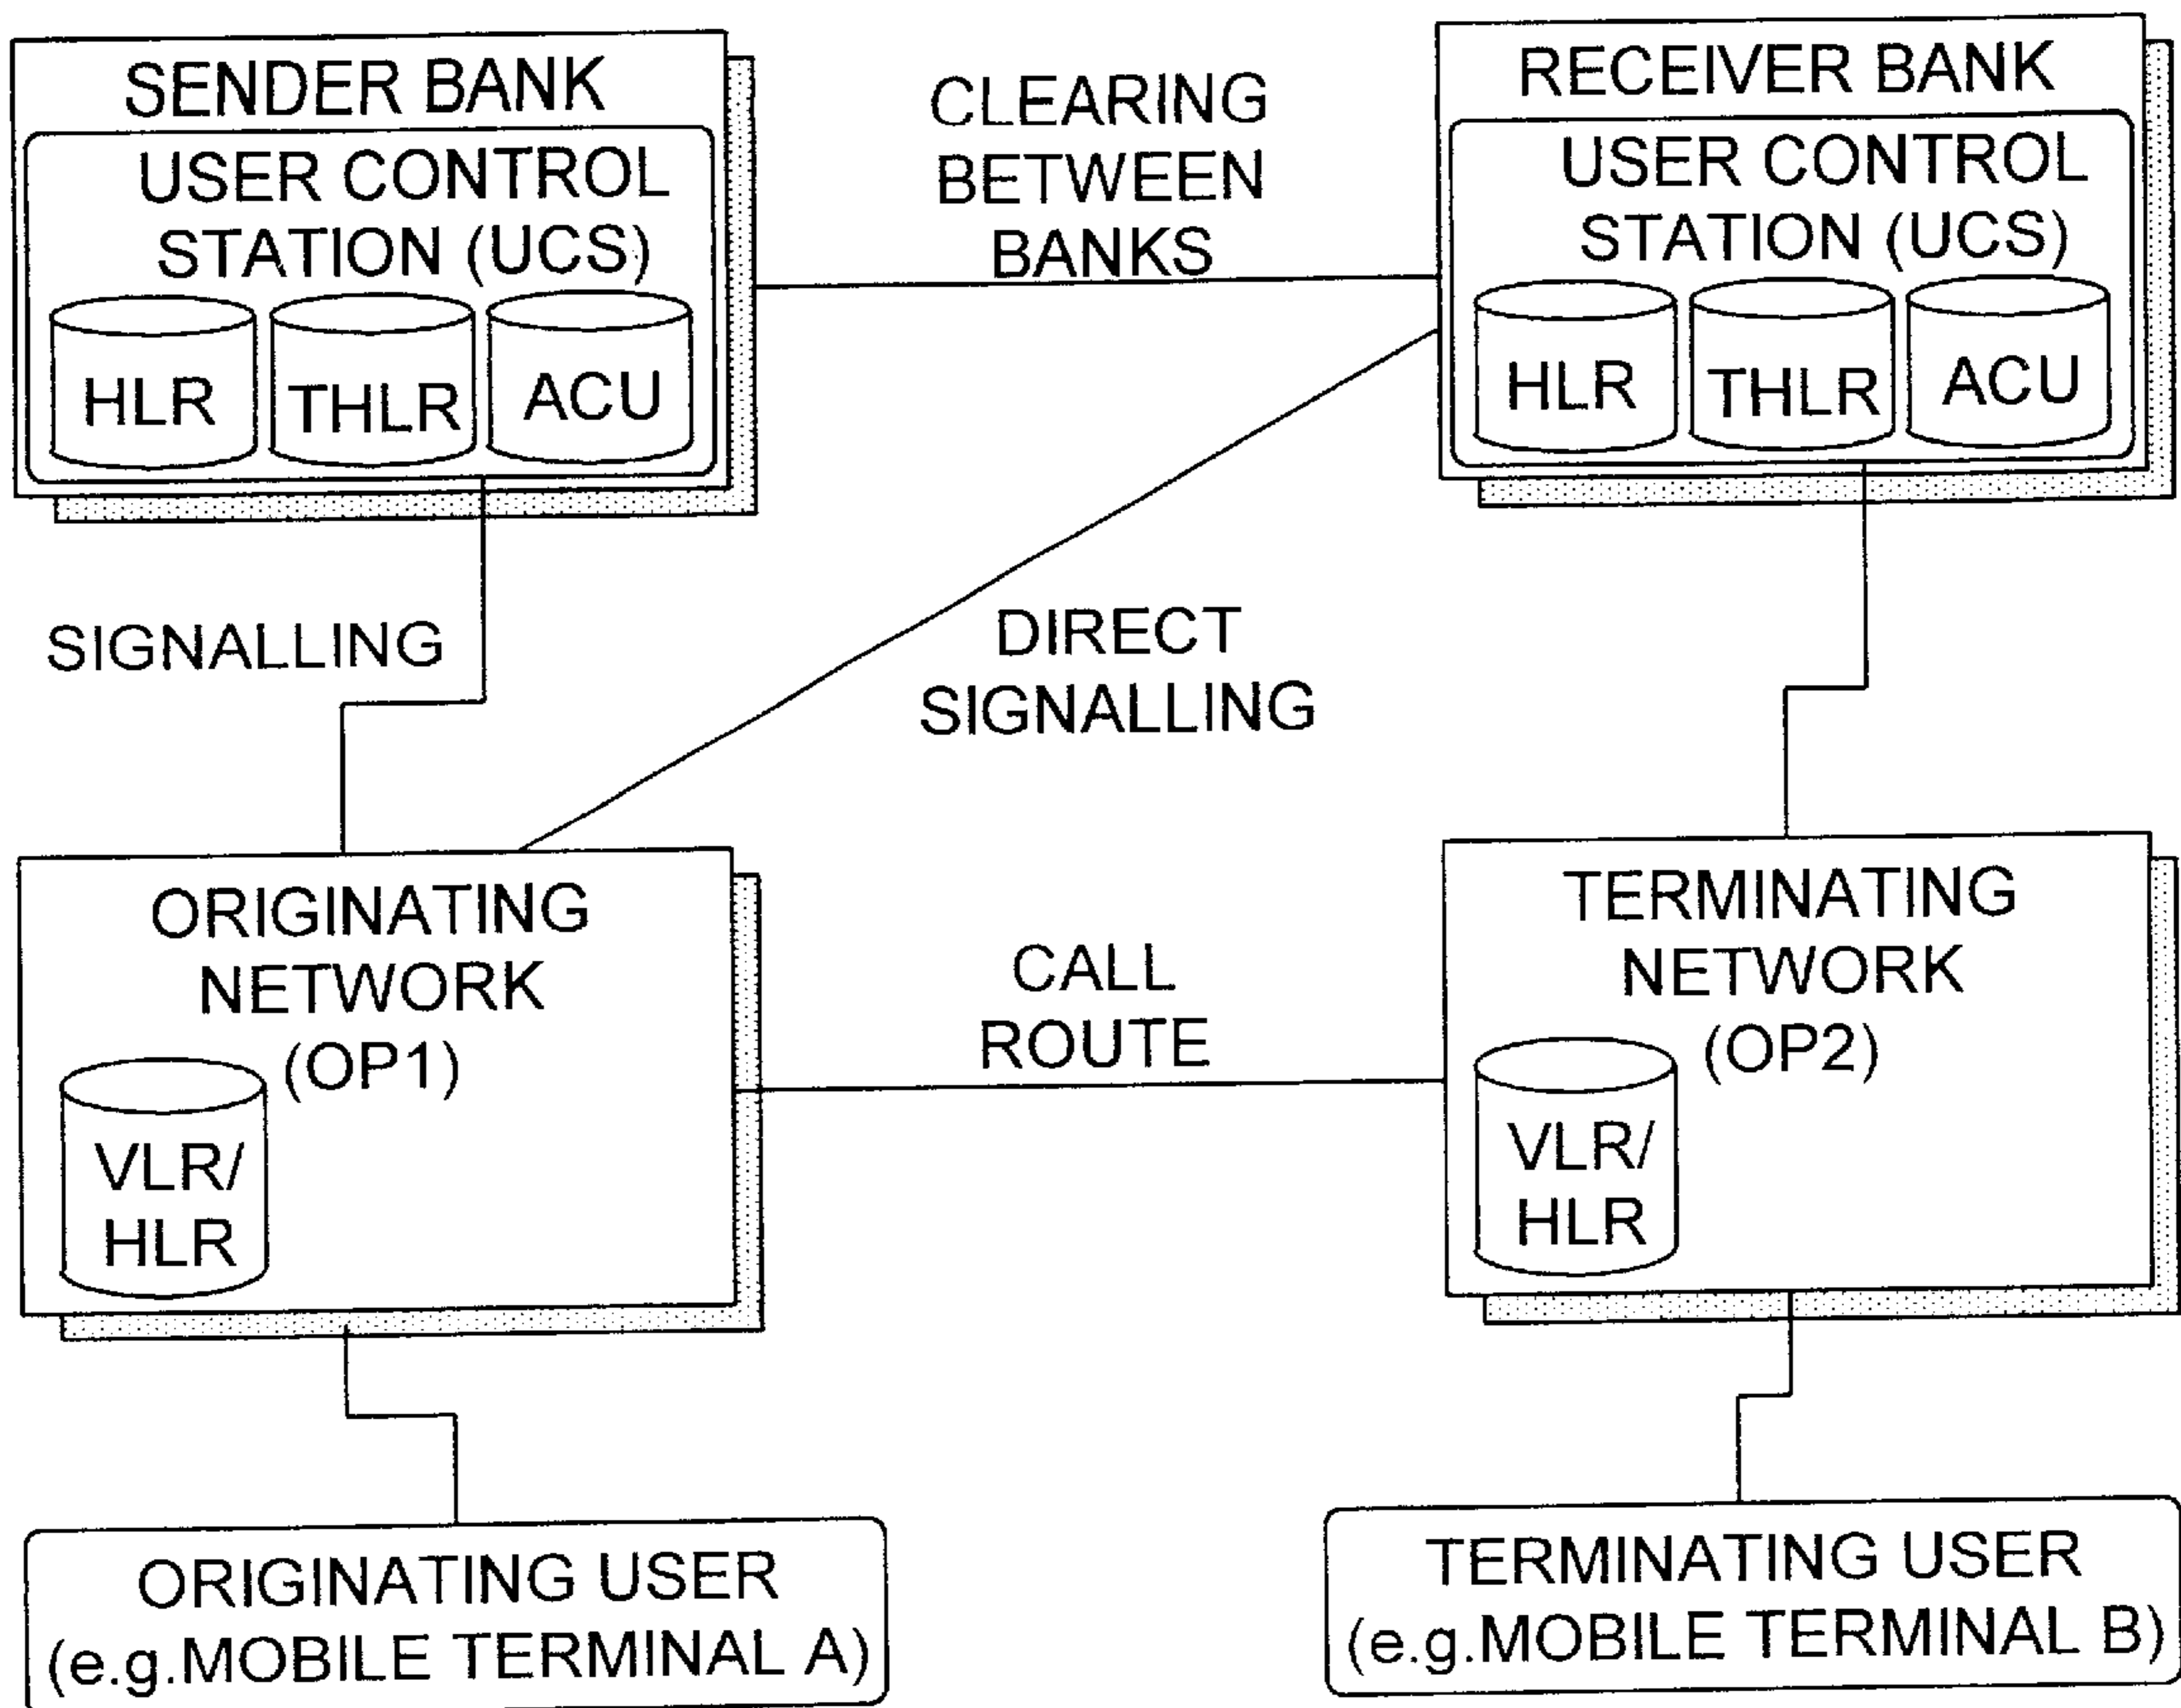 SENDER BANK
USER CONTROL
STATION (UCS)
HLR
THLR
ACU
CLEARING
BETWEEN
BANKS
RECEIVER BANK
USER CONTROL
STATION (UCS)
HLR
THLR
ACU
SIGNALLING
DIRECT
SIGNALLING
ORIGINATING
NETWORK
(OP1)
VLR/
HLR
CALL
ROUTE
TERMINATING
NETWORK
(OP2)
VLR/
HLR
ORIGINATING USER
(e.g.MOBILE TERMINAL A)
TERMINATING USER
(e.g.MOBILE TERMINAL B)